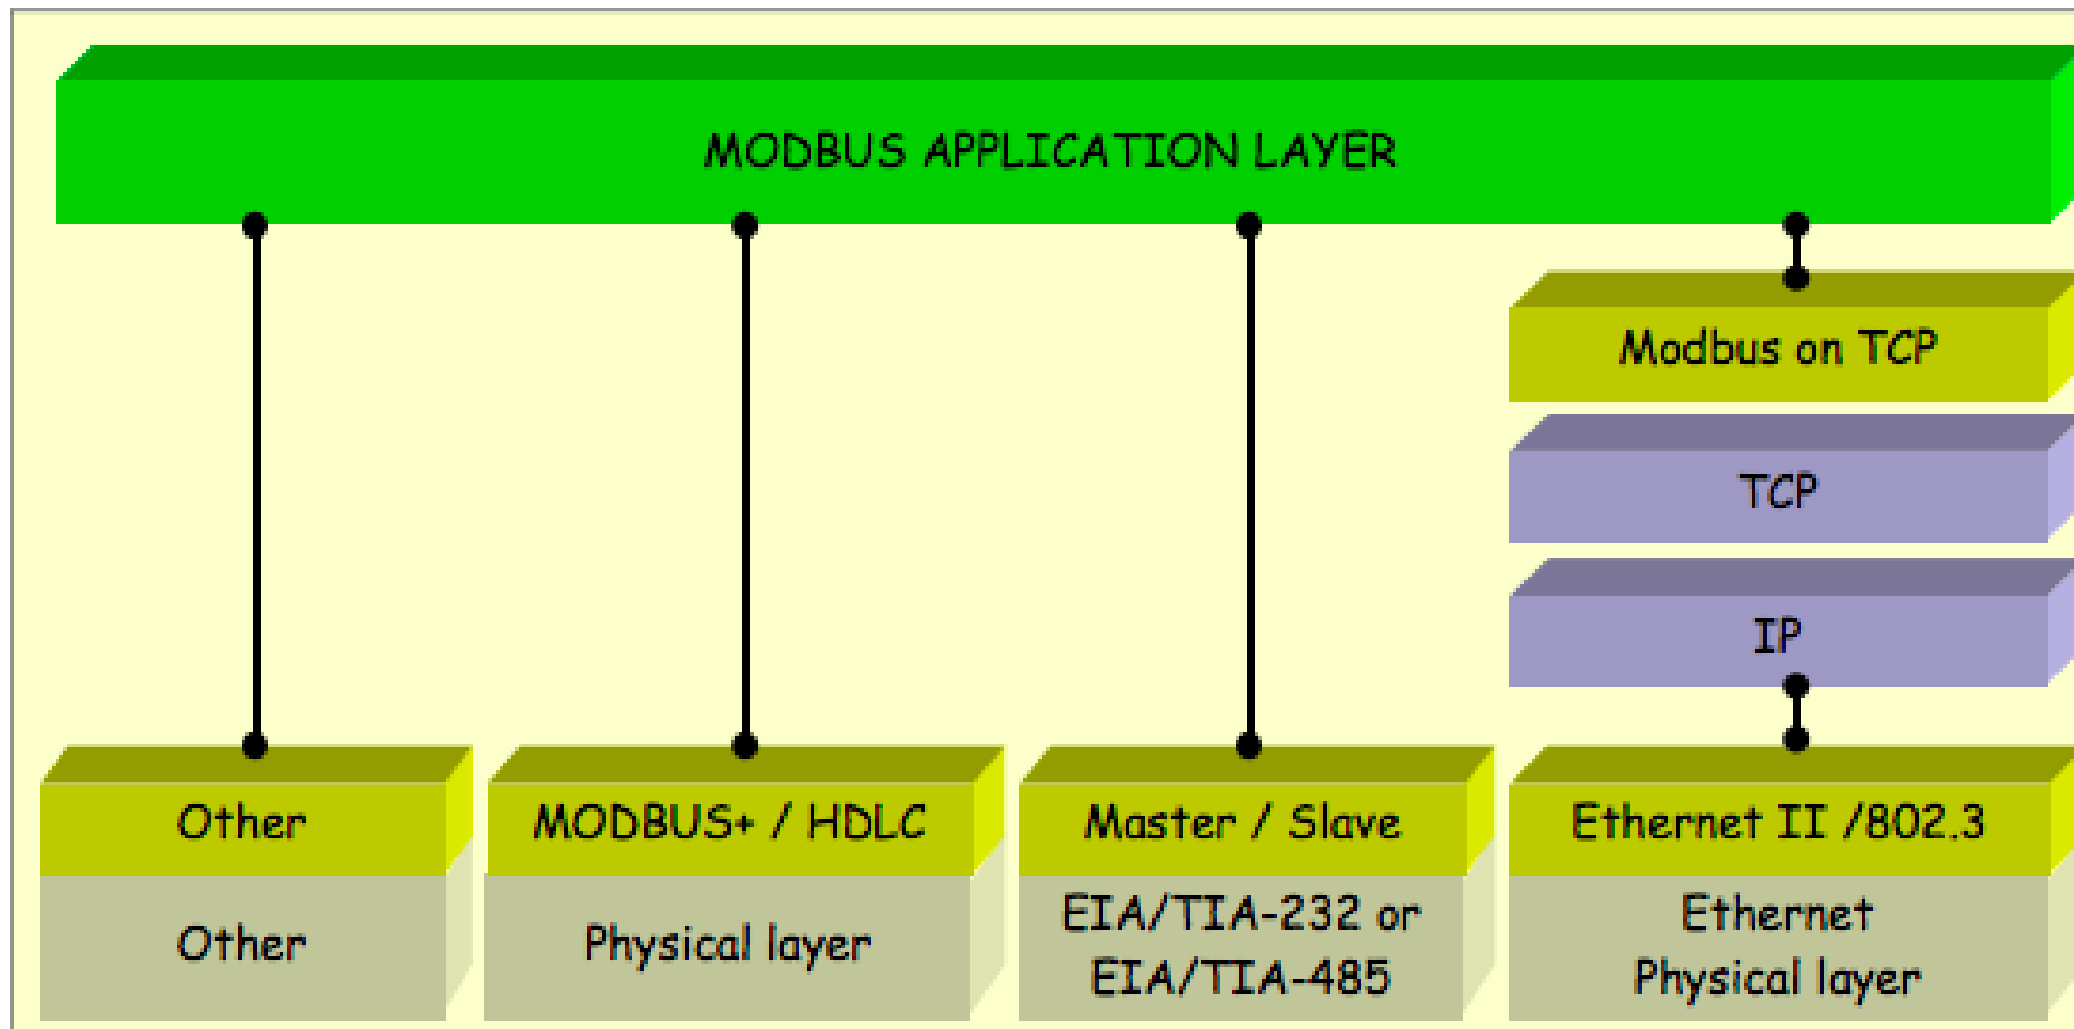 MODBUS APPLICATION LAYER
Modbus on TCP
TCP
IP
Other
MODBUS+ / HDLC
Master / Slave
Ethernet II /802.3
Other
Physical layer
EIA/TIA-232 or
EIA/TIA-485
Ethernet
Physical layer